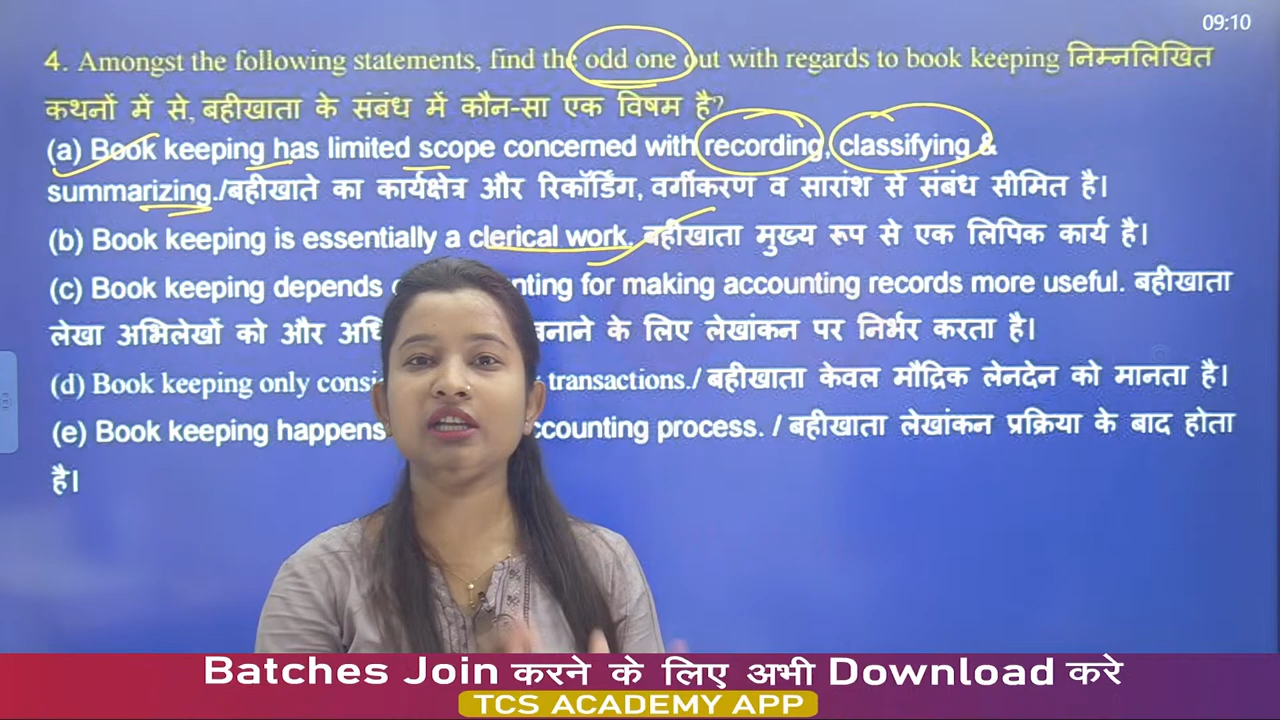 09:10
4. Amongst the following statements, find the odd one out with regards to book keeping निम्नलिखित
कथनों में से, बहीखाता के संबंध में कौन-सा एक विषम है?
(a) Book keeping has limited scope concerned with recording, classifying &
summarizing./बहीखाते का कार्यक्षेत्र और रिकॉर्डिंग, वर्गीकरण व सारांश से संबंध सीमित है।
(b) Book keeping is essentially a clerical work. बहीखाता मुख्य रूप से एक लिपिक कार्य है।
(c) Book keeping depends for making accounting records more useful. बहीखाता
लेखा अभिलेखों को और बनाने के लिए लेखांकन पर निर्भर करता है।
(d) Book keeping only transactions./ बहीखाता केवल मौद्रिक लेनदेन को मानता है।
(e) Book keeping happens process. / बहीखाता लेखांकन प्रक्रिया के बाद होता
है।
Batches Join करने के लिए अभी Download करे
TCS ACADEMY APP